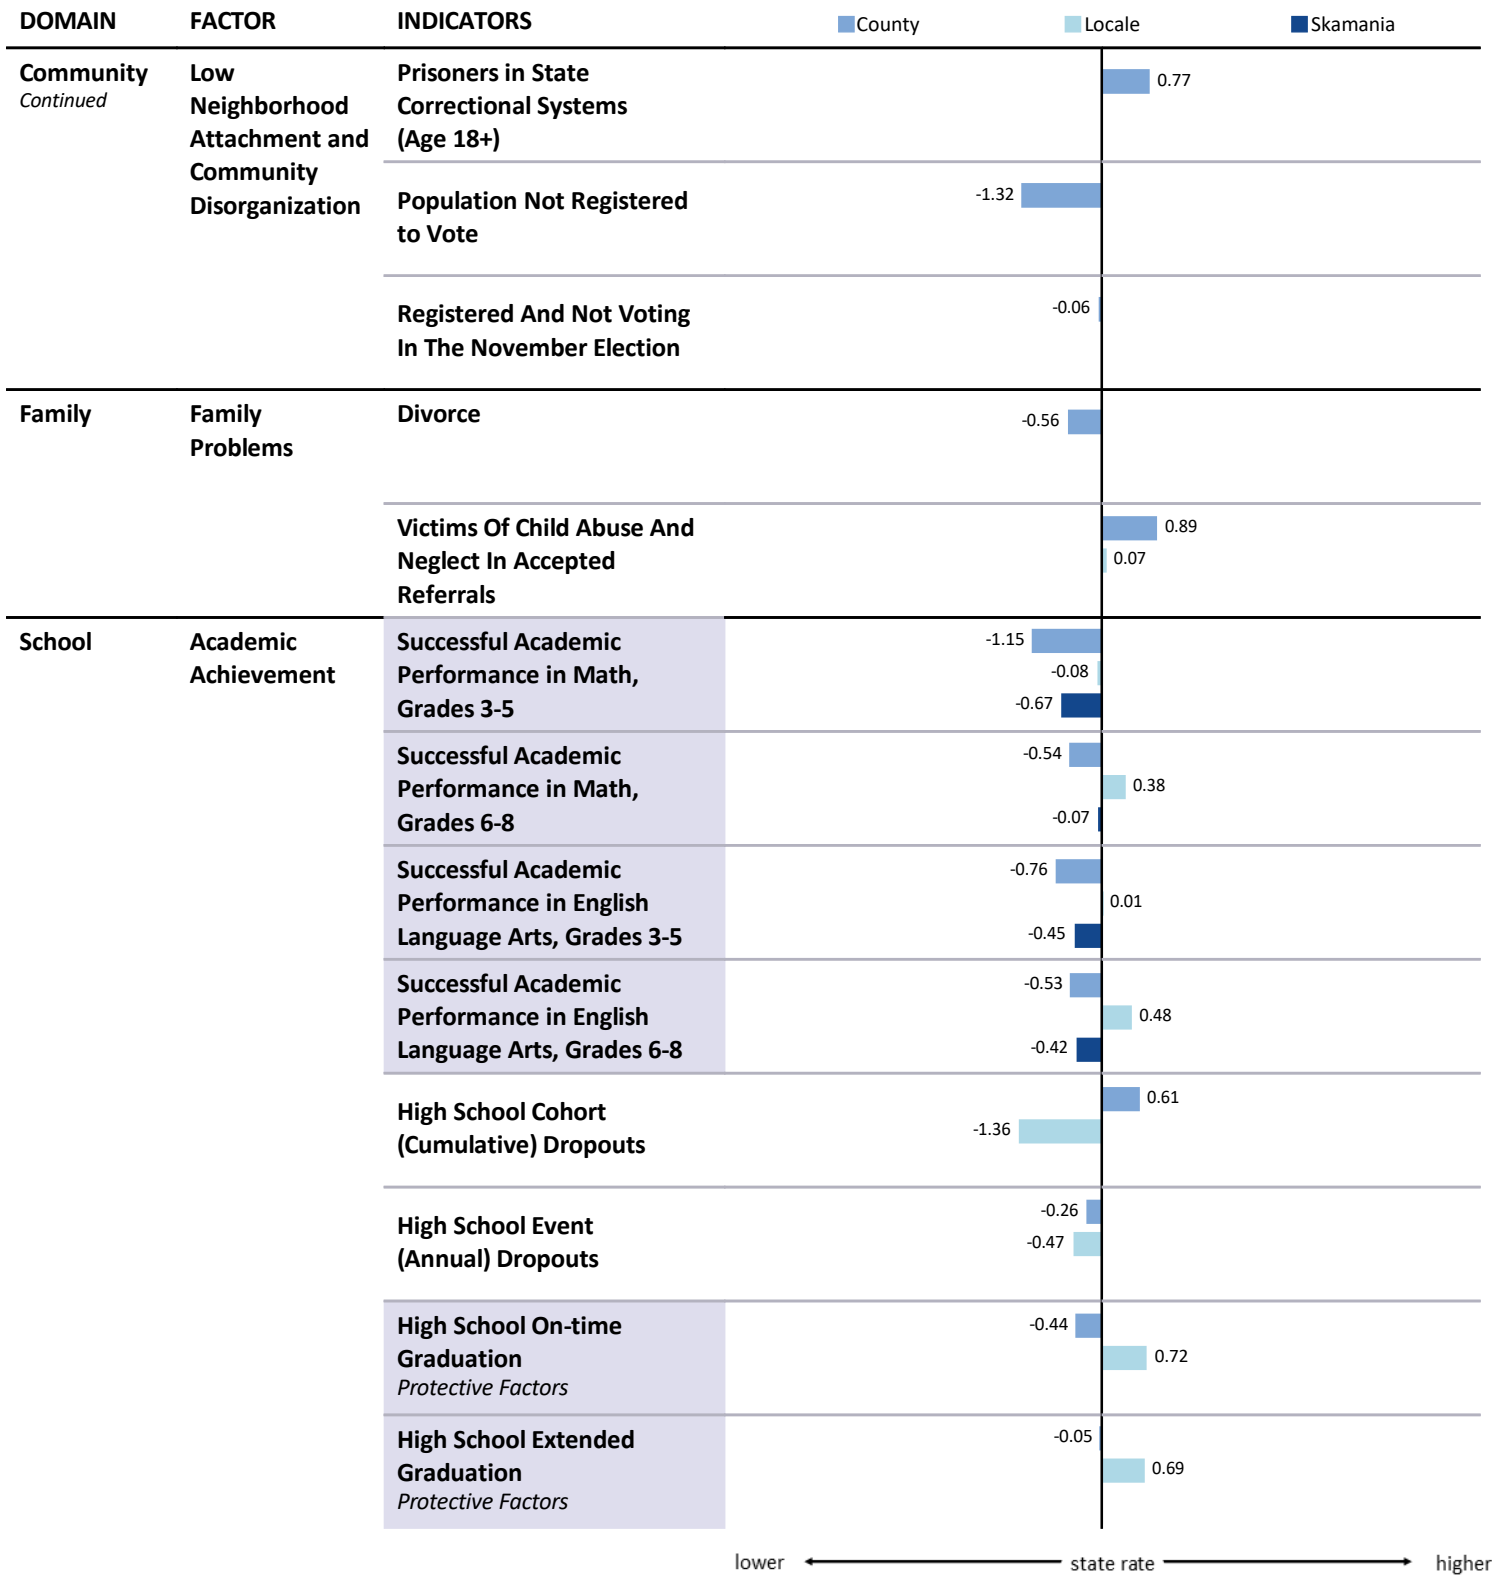 DOMAIN FACTOR INDICATORS County Locale Skamania
Community
Continued
Low
Neighborhood
Attachment and
Community
Disorganization
Prisoners in State
Correctional Systems
(Age 18+)
0.77
Population Not Registered
to Vote
-1.32
Registered And Not Voting
In The November Election
-0.06
Family
Family
Problems
Divorce
-0.56
Victims Of Child Abuse And
Neglect In Accepted
Referrals
0.89
0.07
School
Academic
Achievement
Successful Academic
Performance in Math,
Grades 3-5
-1.15
-0.08
-0.67
Successful Academic
Performance in Math,
Grades 6-8
-0.54
0.38
-0.07
Successful Academic
Performance in English
Language Arts, Grades 3-5
-0.76
0.01
-0.45
Successful Academic
Performance in English
Language Arts, Grades 6-8
-0.53
0.48
-0.42
High School Cohort
(Cumulative) Dropouts
0.61
-1.36
High School Event
(Annual) Dropouts
-0.26
-0.47
High School On-time
Graduation
Protective Factors
-0.44
0.72
High School Extended
Graduation
Protective Factors
-0.05
0.69
lower state rate higher